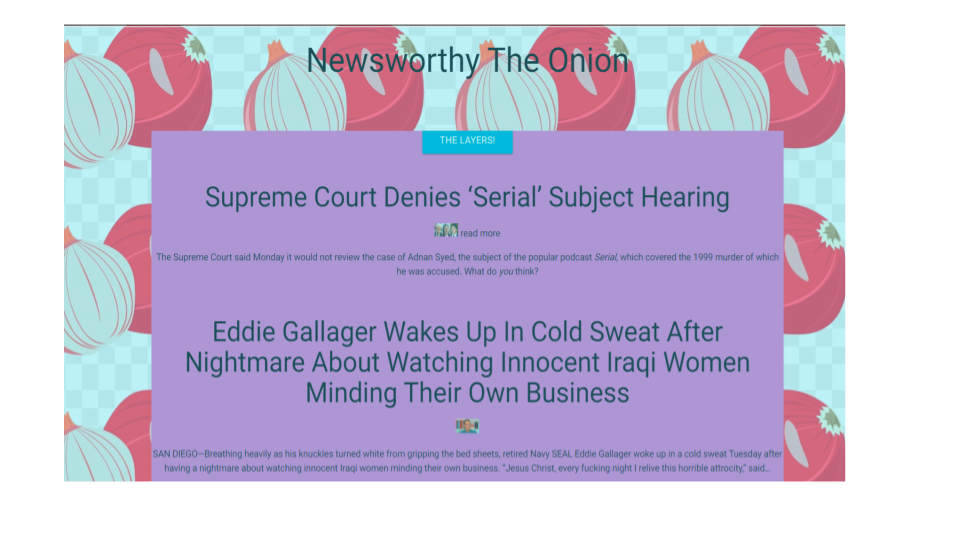 Newsworthy The Onion
THE LAYERS!
Supreme Court Denies ‘Serial’ Subject Hearing
read more
The Supreme Court said Monday it would not review the case of Adnan Syed, the subject of the popular podcast Serial, which covered the 1999 murder of which
he was accused. What do you think?
Eddie Gallager Wakes Up In Cold Sweat After
Nightmare About Watching Innocent Iraqi Women
Minding Their Own Business
SAN DIEGO—Breathing heavily as his knuckles turned white from gripping the bed sheets, retired Navy SEAL Eddie Gallager woke up in a cold sweat Tuesday after
having a nightmare about watching innocent Iraqi women minding their own business. “Jesus Christ, every fucking night I relive this horrible attrocity,” said...